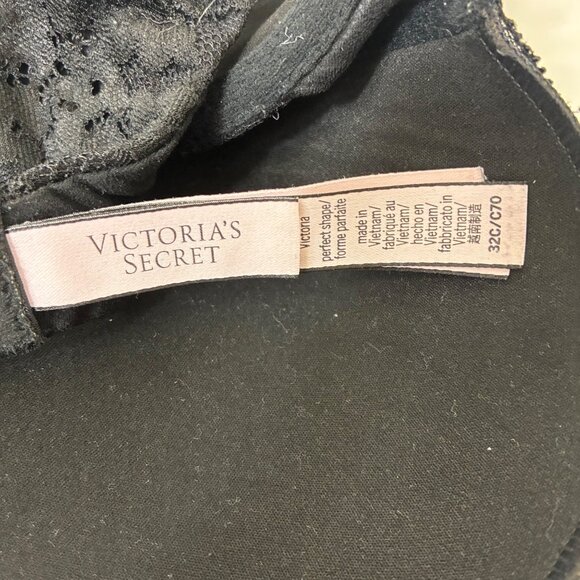 VICTORIA'S
SECRET
Victoria
perfect shape/
forme parfaite
made in
Vietnam/
fabriqué au
Vietnam/
hecho en
Vietnam/
fabbricato in
Vietnam/
越南制造
32C/C70